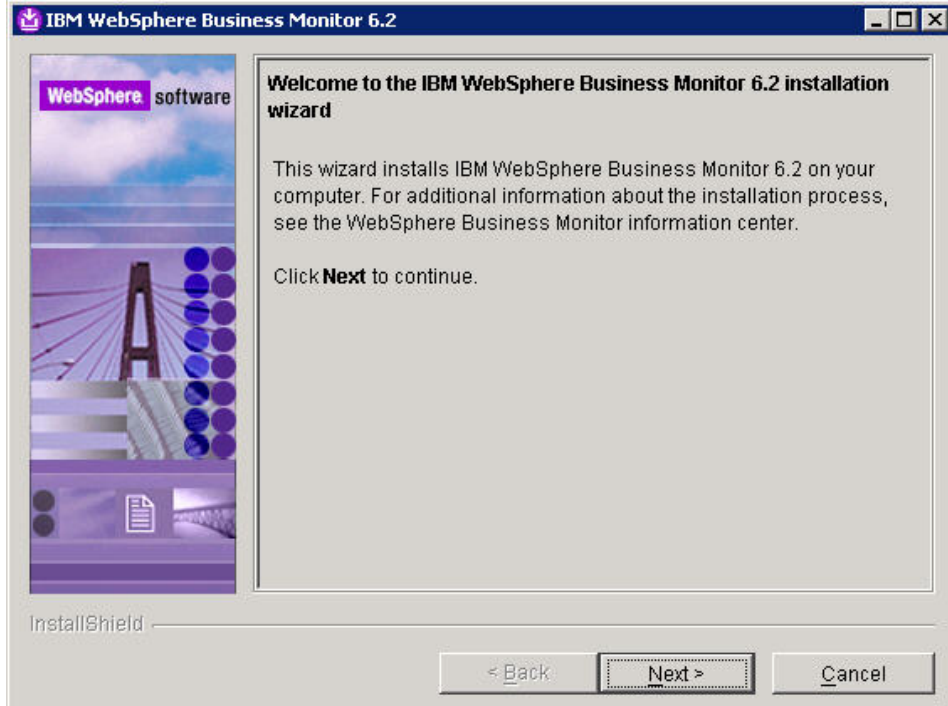 IBM WebSphere Business Monitor 6.2
WebSphere software
Welcome to the IBM WebSphere Business Monitor 6.2 installation
wizard
This wizard installs IBM WebSphere Business Monitor 6.2 on your
computer. For additional information about the installation process,
see the WebSphere Business Monitor information center.
Click Next to continue.
InstallShield
< Back
Next >
Cancel